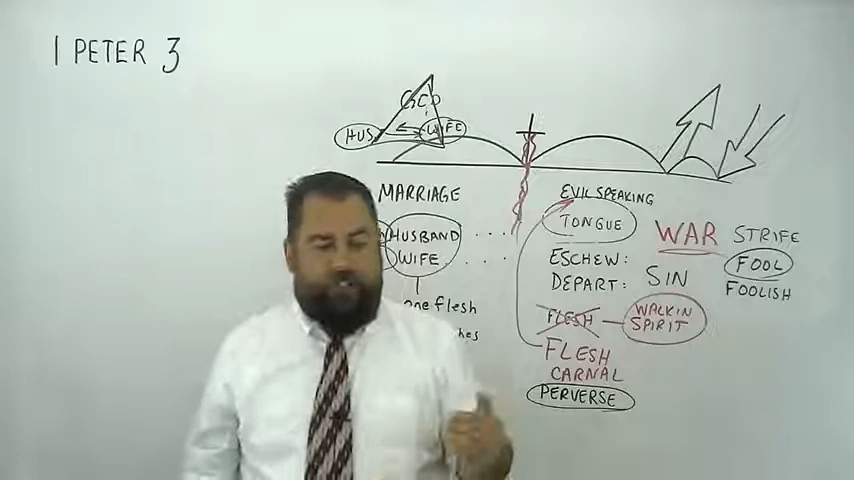 1 PETER 3
GOD
HUS
WIFE
MARRIAGE
HUSBAND
WIFE
one flesh
EVIL SPEAKING
TONGUE
ESCHEW:
DEPART: SIN
FLESH
WALK IN
SPIRIT
FLESH
CARNAL
PERVERSE
WAR
STRIFE
FOOL
FOOLISH